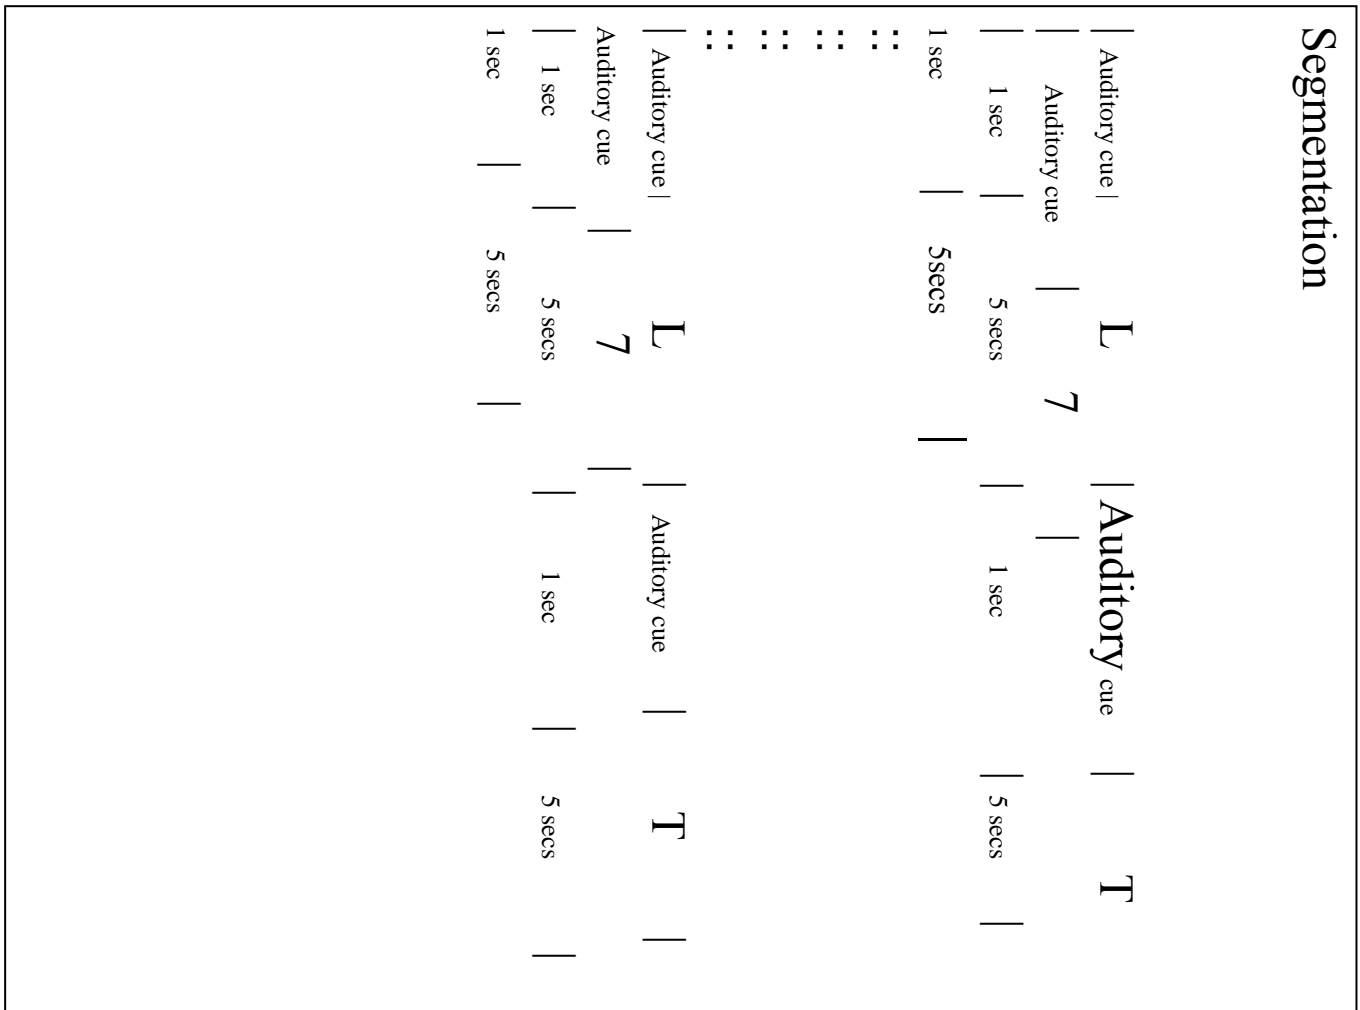 Segmentation
| Auditory cue | L | Auditory cue | T
| Auditory cue | 7 |
| 1 sec | 5 secs | 1 sec | 5 secs |
1 sec | 5secs |
::
::
::
::
| Auditory cue | L | Auditory cue | T |
Auditory cue | 7 |
| 1 sec | 5 secs | 1 sec | 5 secs |
1 sec | 5 secs |